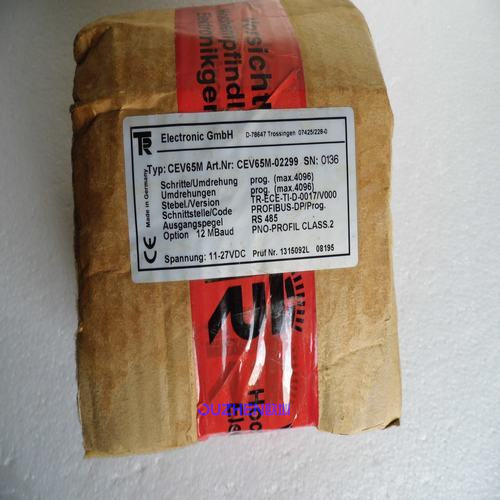 Vorsicht
Elektronikger
TR
Electronic GmbH
D-78647 Trossingen 07425/228-0
Made in Germany
CE
Typ: CEV65M Art.Nr: CEV65M-02299 SN: 0136
Schritte/Umdrehung prog. (max.4096)
Umdrehungen prog. (max.4096)
Stebel./Version TR-ECE-TI-D-0017/V000
Schnittstelle/Code PROFIBUS-DP/Prog.
Ausgangspegel RS 485
Option 12 MBaud PNO-PROFIL CLASS.2
Spannung: 11-27VDC Prüf Nr. 1315092L 08195
OUZHENRU